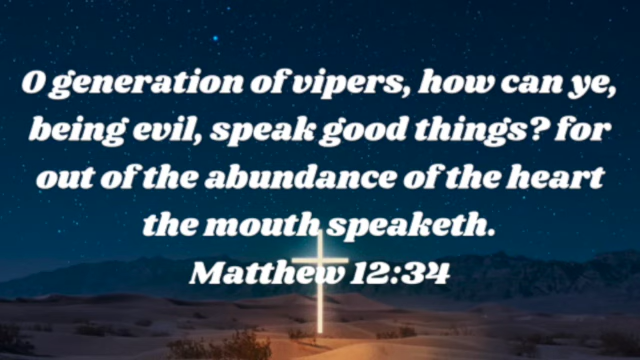 O generation of vipers, how can ye,
being evil, speak good things? for
out of the abundance of the heart
the mouth speaketh.
Matthew 12:34